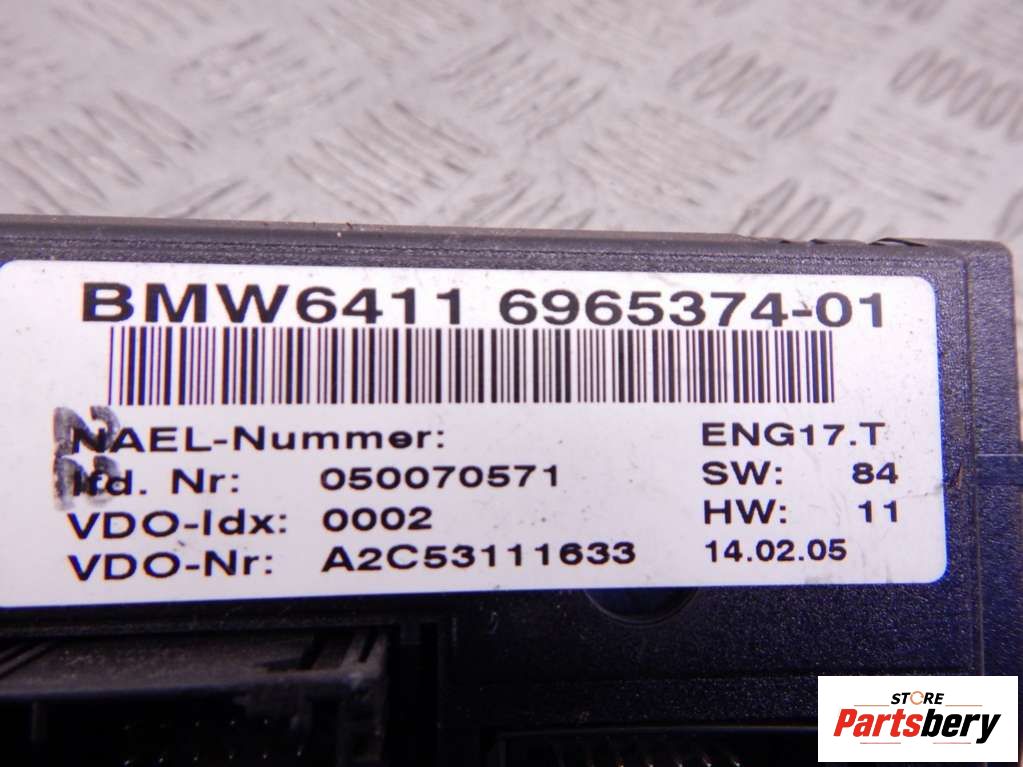 BMW6411 6965374-01
NAEL-Nummer: ENG17.T
lfd. Nr: 050070571 SW: 84
VDO-Idx: 0002 HW: 11
VDO-Nr: A2C53111633 14.02.05
STORE
Partsbery